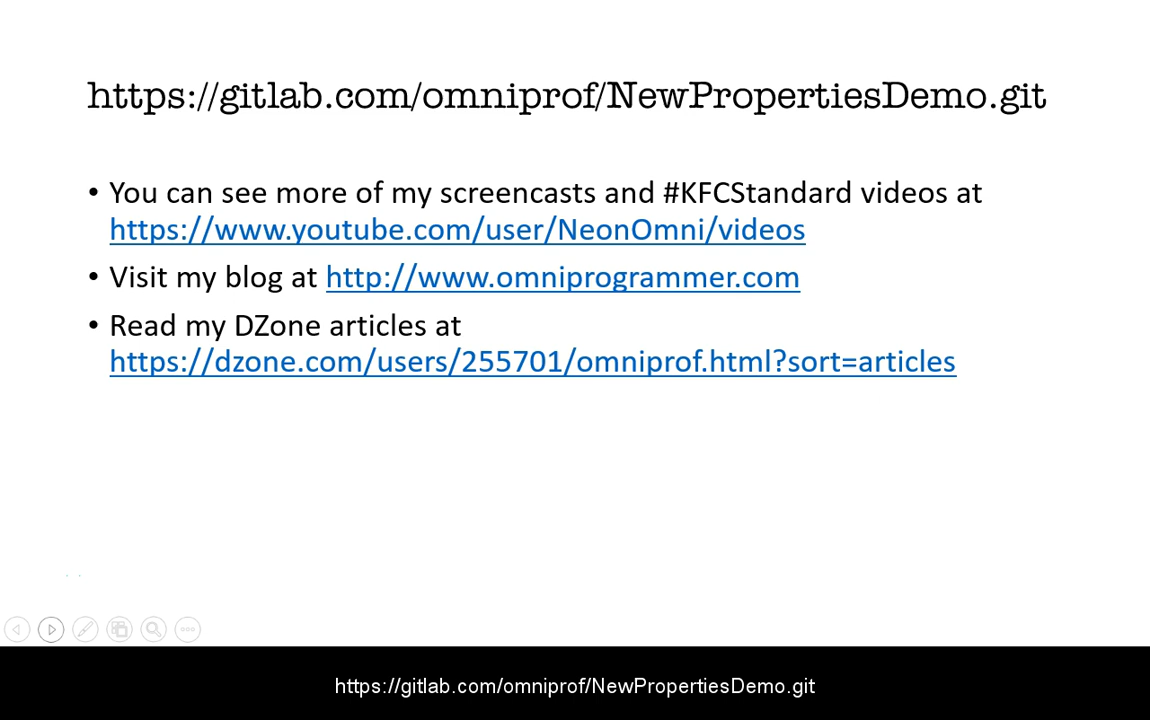 https://gitlab.com/omniprof/NewPropertiesDemo.git
• You can see more of my screencasts and #KFCStandard videos at
https://www.youtube.com/user/NeonOmni/videos
• Visit my blog at http://www.omniprogrammer.com
• Read my DZone articles at
https://dzone.com/users/255701/omniprof.html?sort=articles
https://gitlab.com/omniprof/NewPropertiesDemo.git